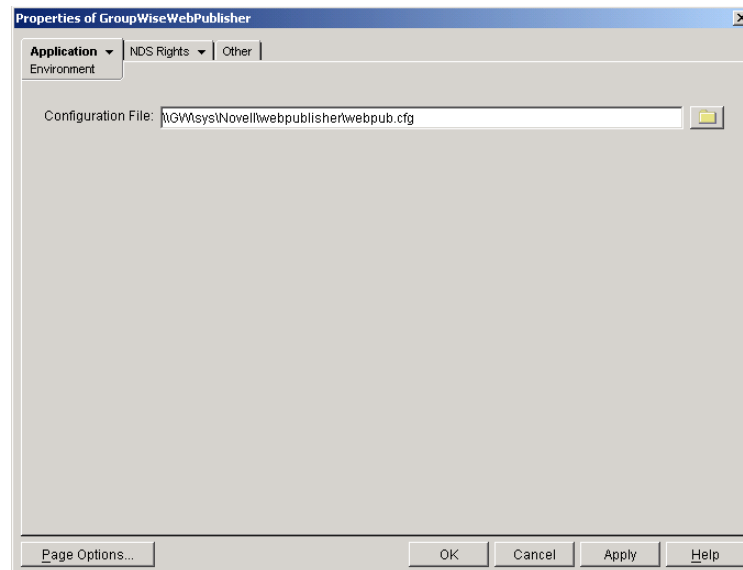 Properties of GroupWiseWebPublisher
Application NDS Rights Other
Environment
Configuration File: \\GW\sys\Novell\webpublisher\webpub.cfg
Page Options... OK Cancel Apply Help